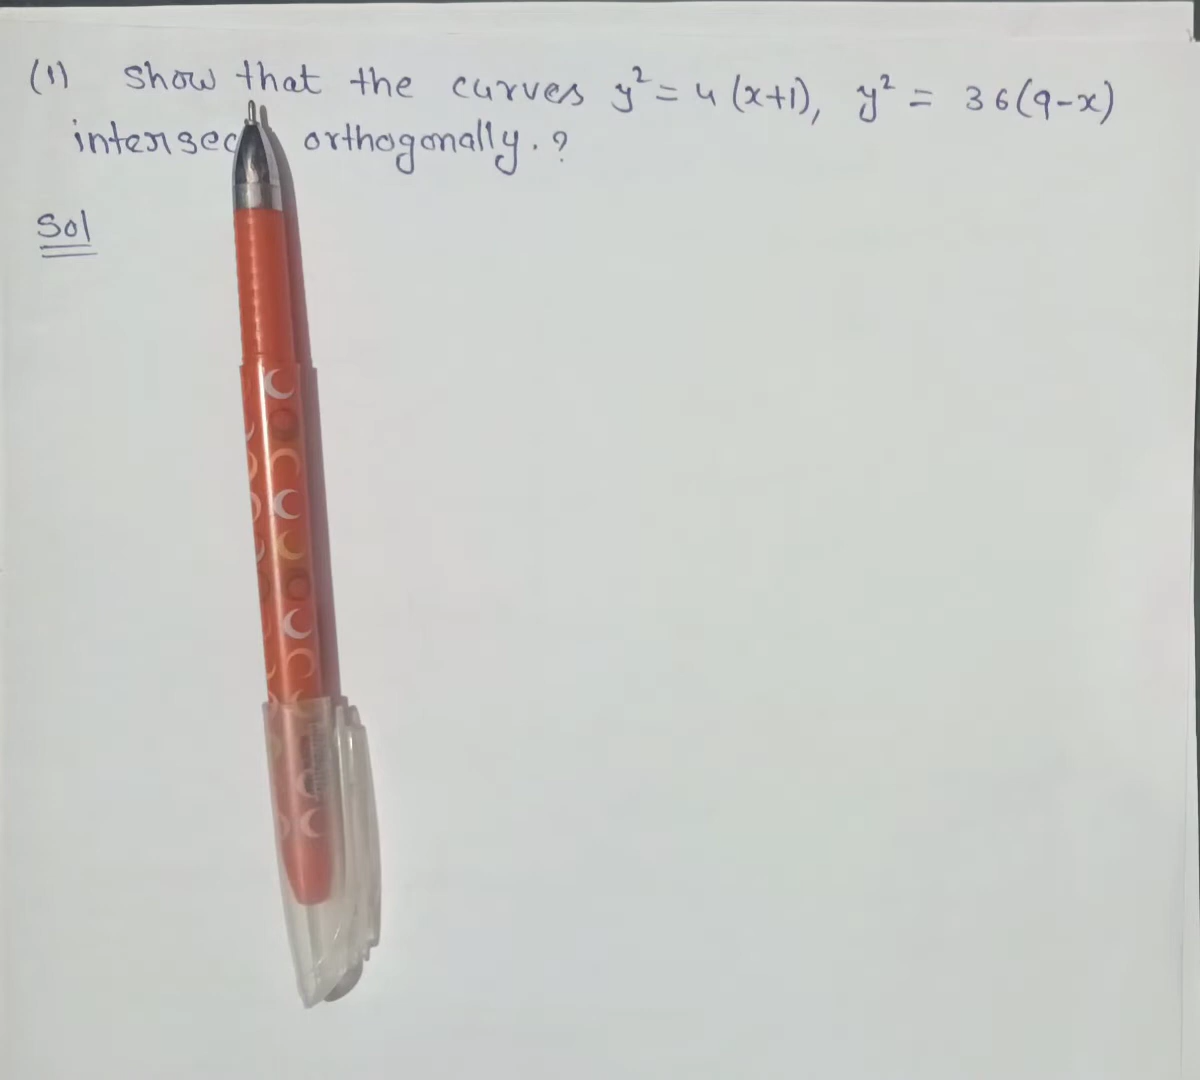 (1) Show that the curves y² = 4(x+1), y² = 36(9-x)
intersec orthogonally. ?
Sol